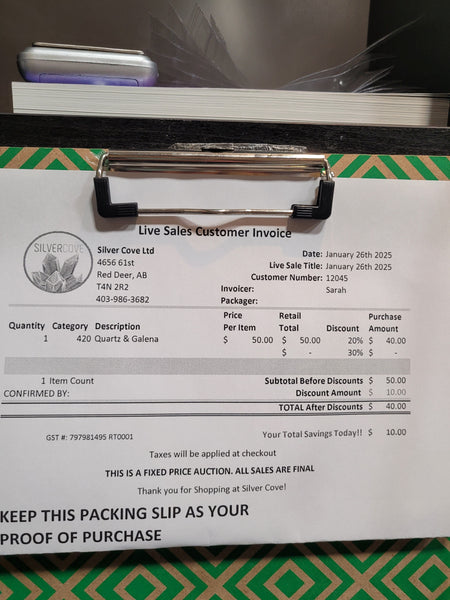 Live Sales Customer Invoice
SILVERCOVE
Silver Cove Ltd
4656 61st
Red Deer, AB
T4N 2R2
403-986-3682
Date: January 26th 2025
Live Sale Title: January 26th 2025
Customer Number: 12045
Invoicer: Sarah
Packager:
Quantity Category Description Price Per Item Retail Total Discount Purchase Amount
1 420 Quartz & Galena $ 50.00 $ 50.00 20% $ 40.00
$ - 30% $ -
1 Item Count Subtotal Before Discounts $ 50.00
CONFIRMED BY: Discount Amount $ 10.00
TOTAL After Discounts $ 40.00
GST #: 797981495 RT0001 Your Total Savings Today!! $ 10.00
Taxes will be applied at checkout
THIS IS A FIXED PRICE AUCTION. ALL SALES ARE FINAL
Thank you for Shopping at Silver Cove!
KEEP THIS PACKING SLIP AS YOUR
PROOF OF PURCHASE